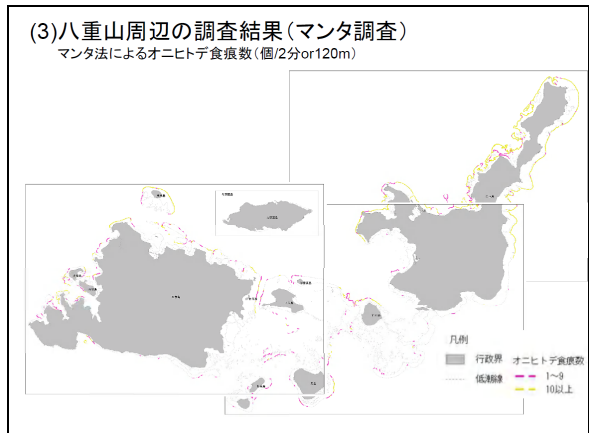 (3)八重山周辺の調査結果(マンタ調査)
マンタ法によるオニヒトデ食痕数(個/2分or120m)
凡例
行政界
低潮線
オニヒトデ食痕数
1～9
10以上